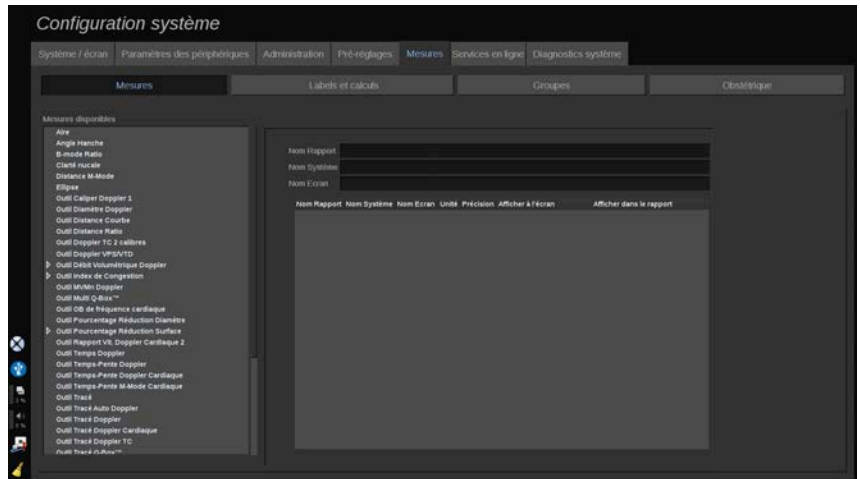 Configuration système
Système / écran Paramètres des périphériques Administration Pré-réglages Mesures Services en ligne Diagnostics système
Mesures Labels et calculs Groupes Obstétrique
Mesures disponibles
Aire
Angle Hanche
B-mode Ratio
Clarté nucale
Distance M-Mode
Ellipse
Outil Caliper Doppler 1
Outil Diamètre Doppler
Outil Distance Courbe
Outil Distance Ratio
Outil Doppler TC 2 calibres
Outil Doppler VPS/VTD
Outil Débit Volumétrique Doppler
Outil Index de Congestion
Outil MVMn Doppler
Outil Multi Q-Box™
Outil OB de fréquence cardiaque
Outil Pourcentage Réduction Diamètre
Outil Pourcentage Réduction Surface
Outil Rapport Vit. Doppler Cardiaque 2
Outil Temps Doppler
Outil Temps-Pente Doppler
Outil Temps-Pente Doppler Cardiaque
Outil Temps-Pente M-Mode Cardiaque
Outil Tracé
Outil Tracé Auto Doppler
Outil Tracé Doppler
Outil Tracé Doppler Cardiaque
Outil Tracé Doppler TC
Outil Tracé Q-Box™
Nom Rapport
Nom Système
Nom Ecran
Nom Rapport Nom Système Nom Ecran Unité Précision Afficher à l'écran Afficher dans le rapport